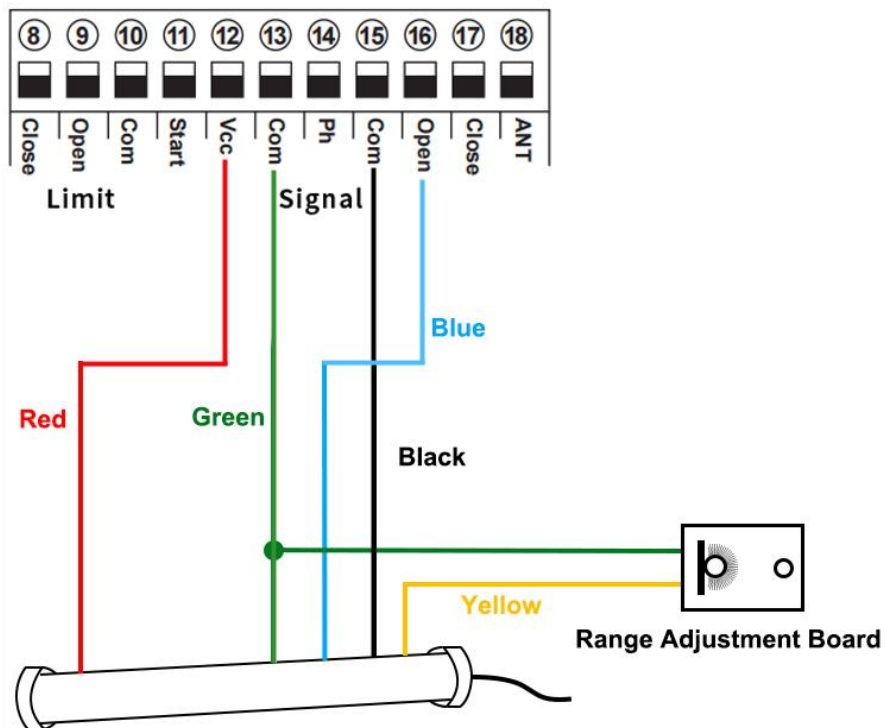 8 9 10 11 12 13 14 15 16 17 18
Close Open Com Start Vcc Com Ph Com Open Close ANT
Limit Signal
Blue
Red
Green
Black
Yellow
Range Adjustment Board